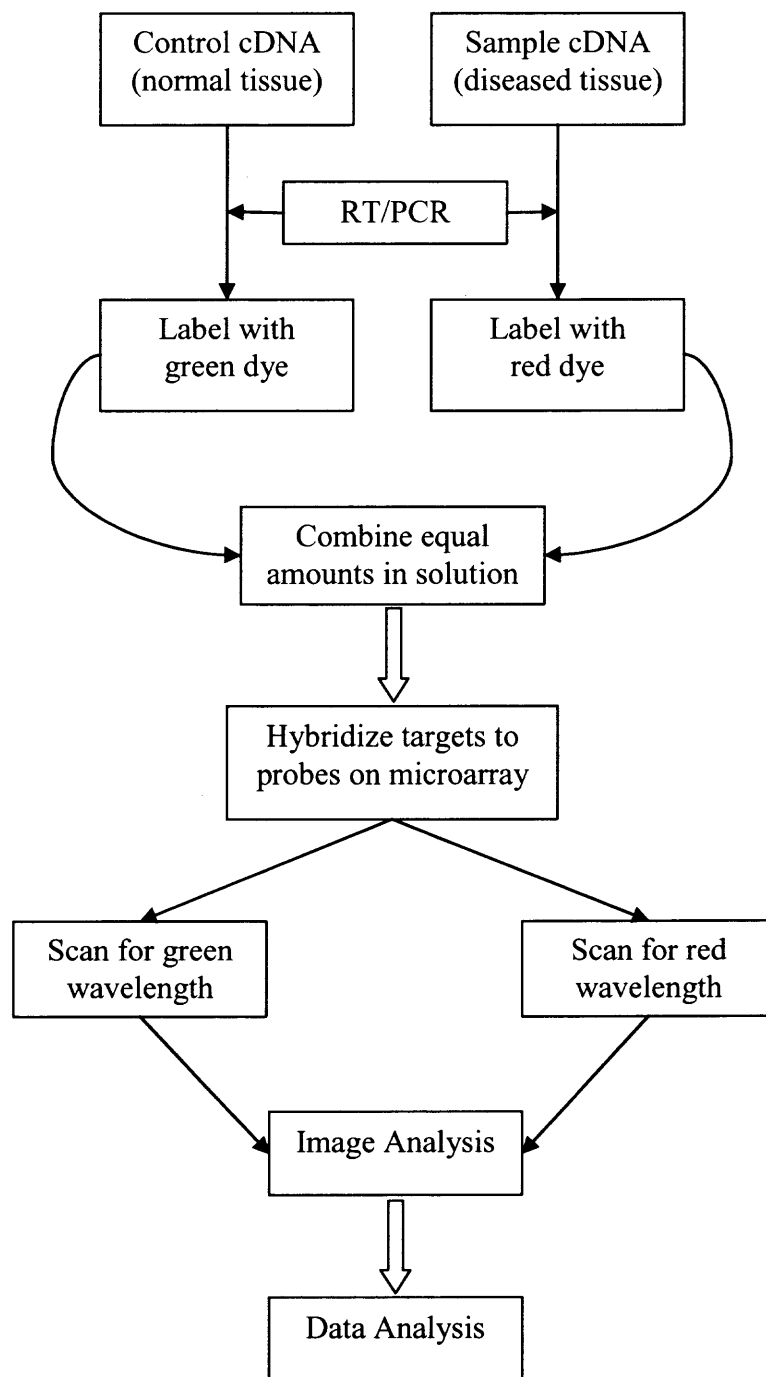 Control cDNA
(normal tissue)
Sample cDNA
(diseased tissue)
RT/PCR
Label with
green dye
Label with
red dye
Combine equal
amounts in solution
Hybridize targets to
probes on microarray
Scan for green
wavelength
Scan for red
wavelength
Image Analysis
Data Analysis